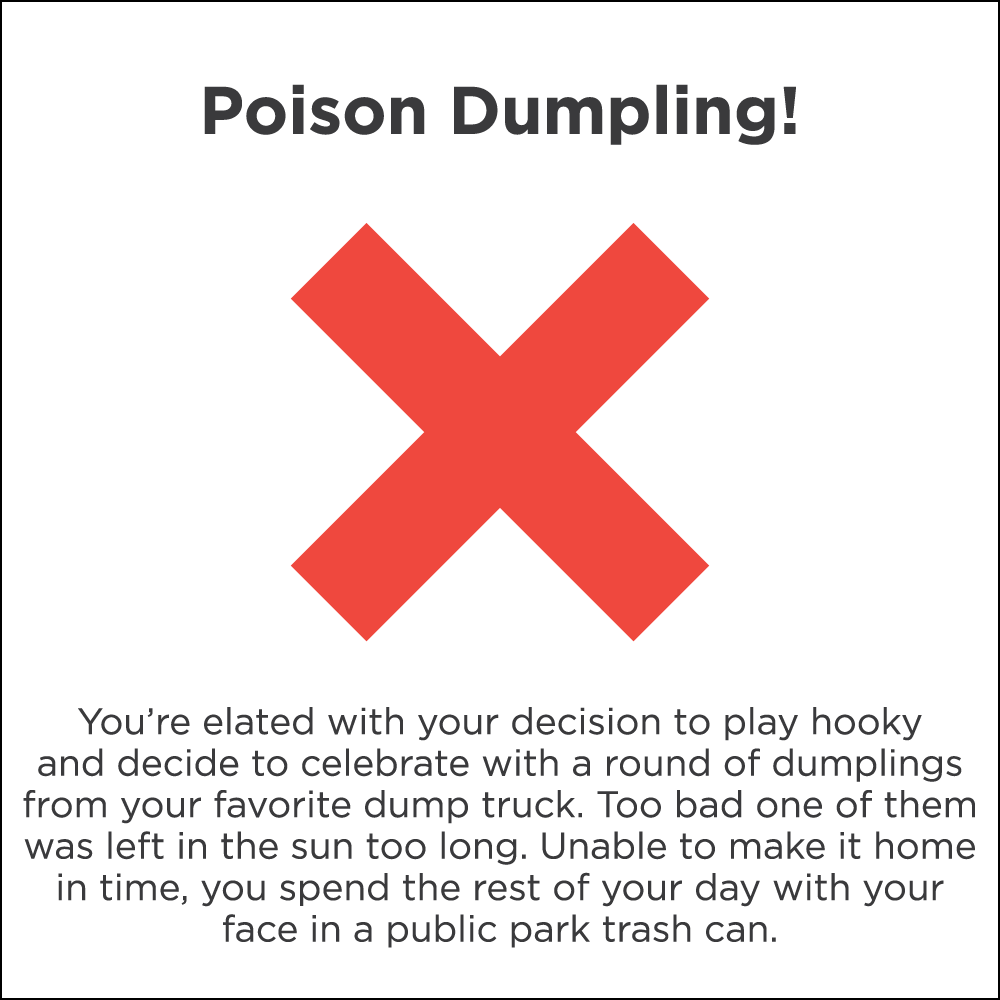 Poison Dumpling!
You’re elated with your decision to play hooky
and decide to celebrate with a round of dumplings
from your favorite dump truck. Too bad one of them
was left in the sun too long. Unable to make it home
in time, you spend the rest of your day with your
face in a public park trash can.